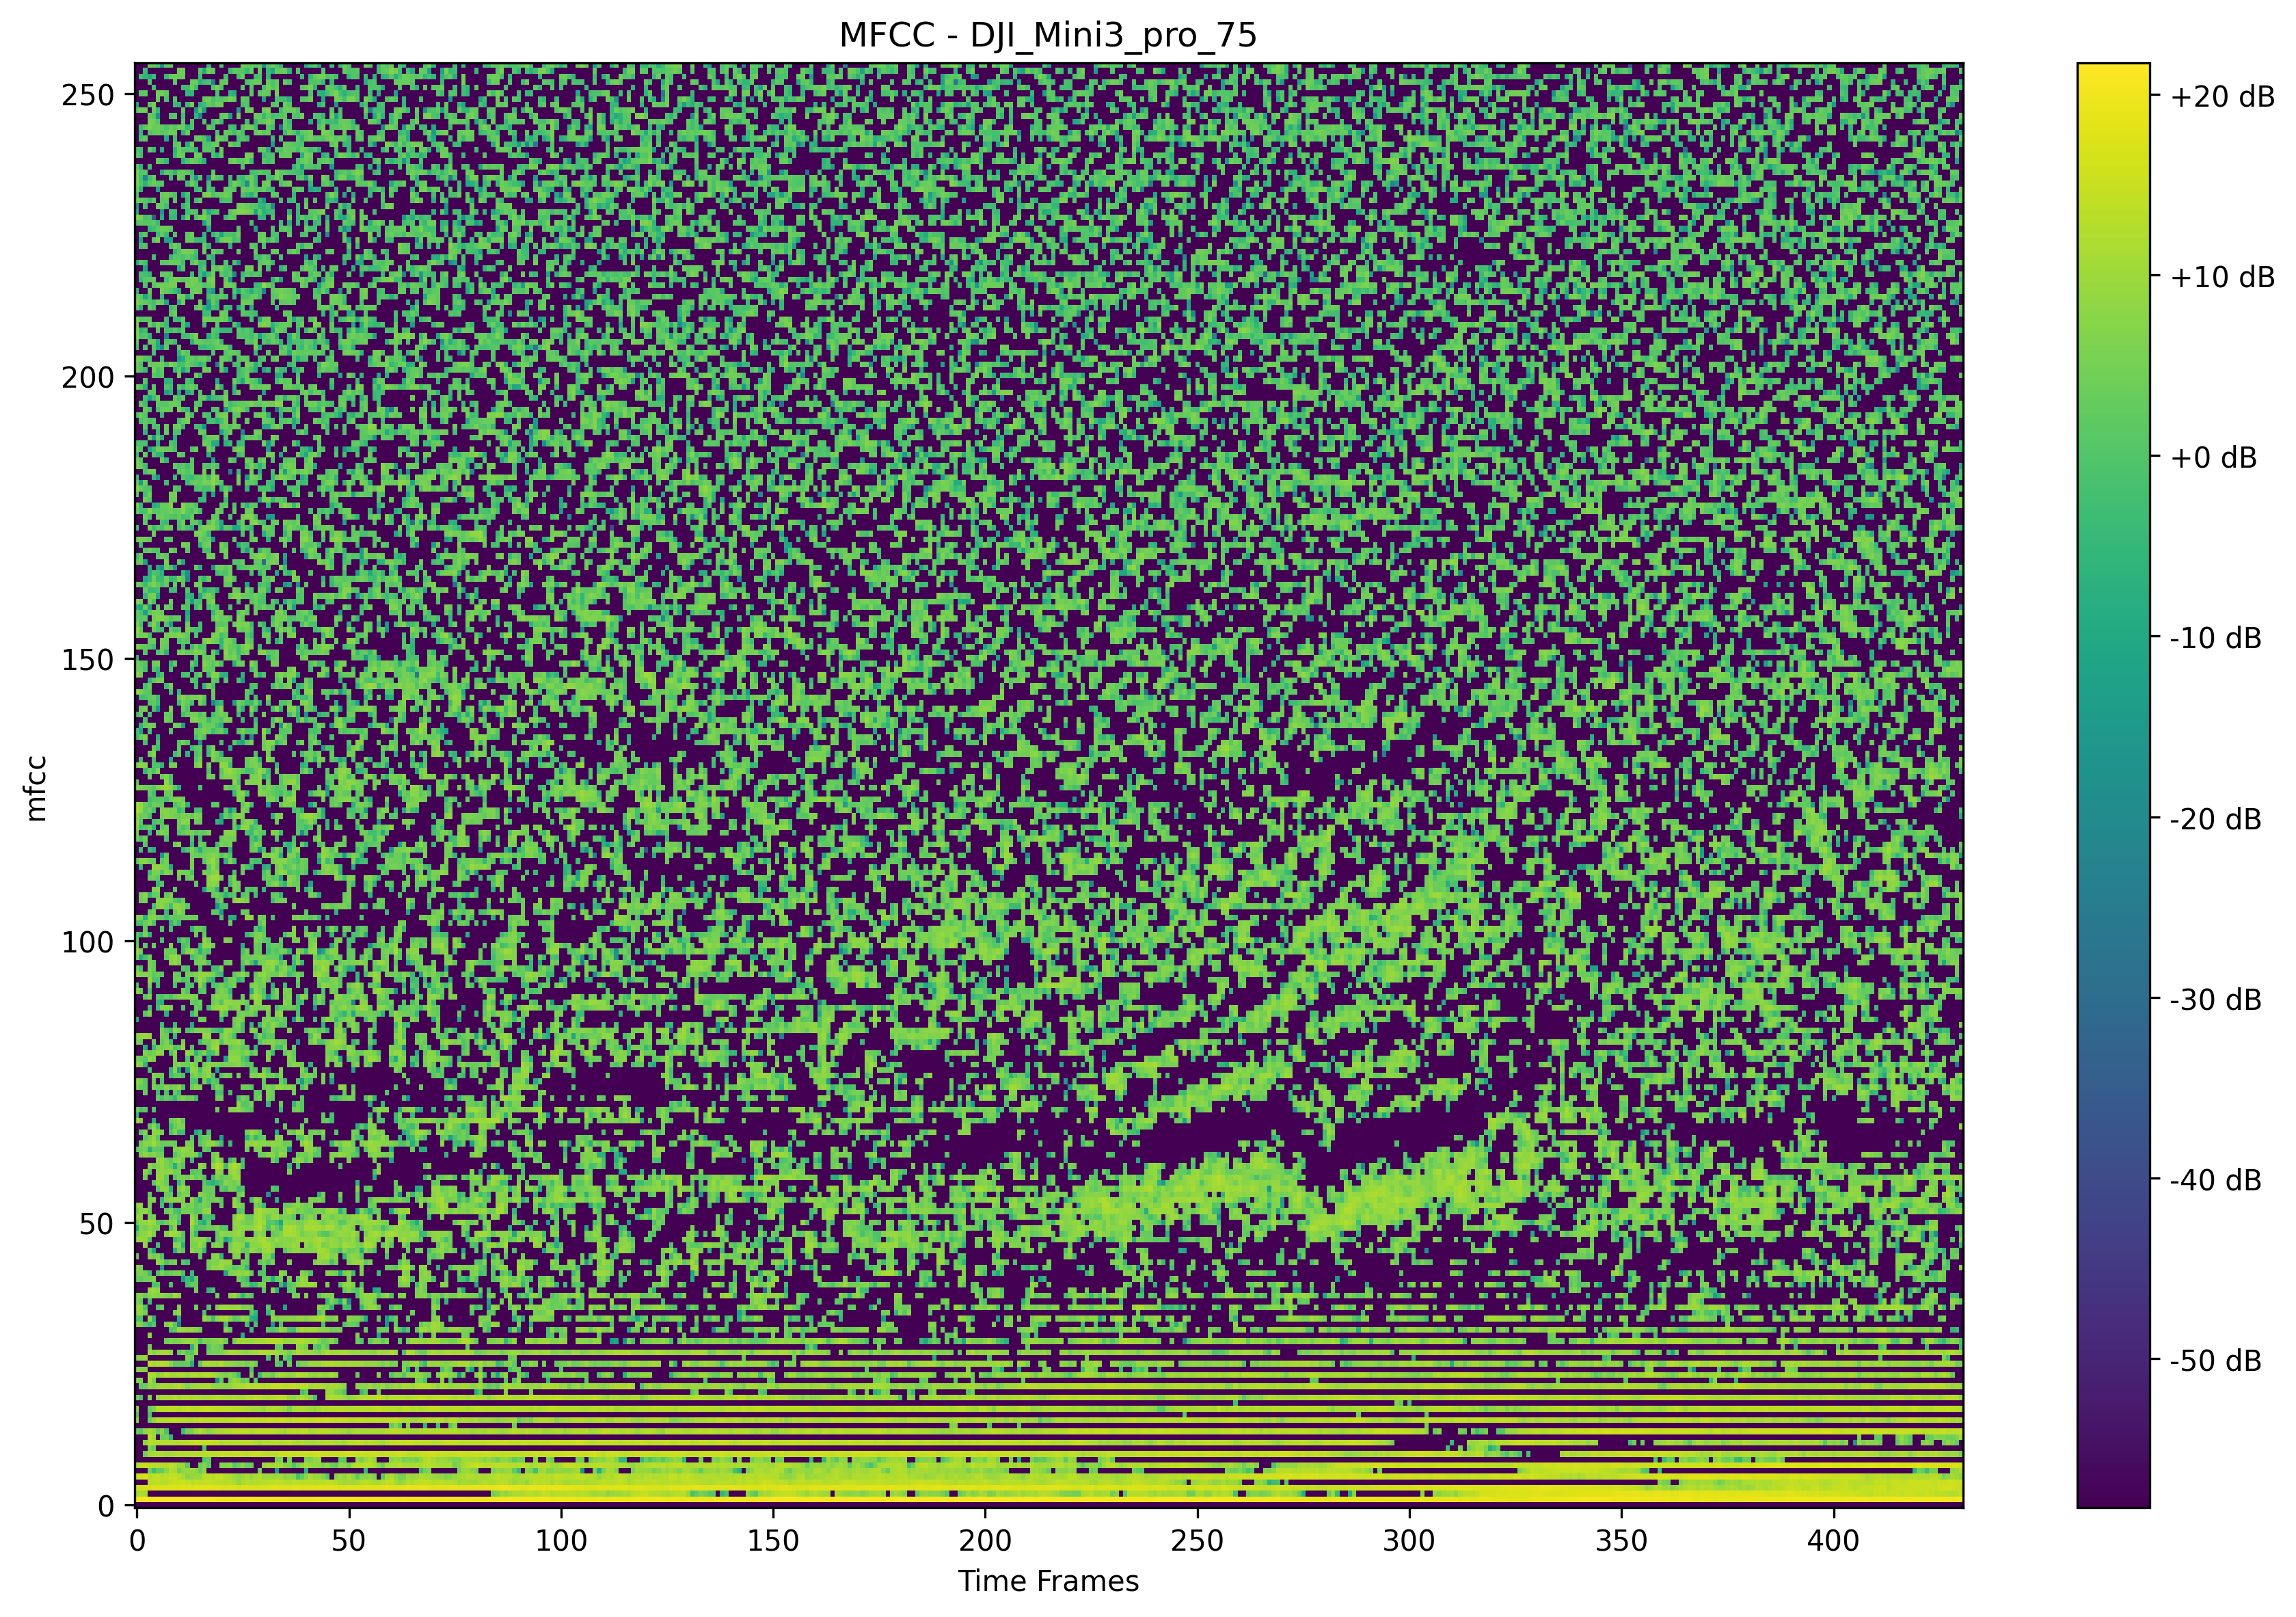 MFCC - DJI_Mini3_pro_75
mfcc
250
200
150
100
50
0
0 50 100 150 200 250 300 350 400
Time Frames
+20 dB
+10 dB
+0 dB
-10 dB
-20 dB
-30 dB
-40 dB
-50 dB